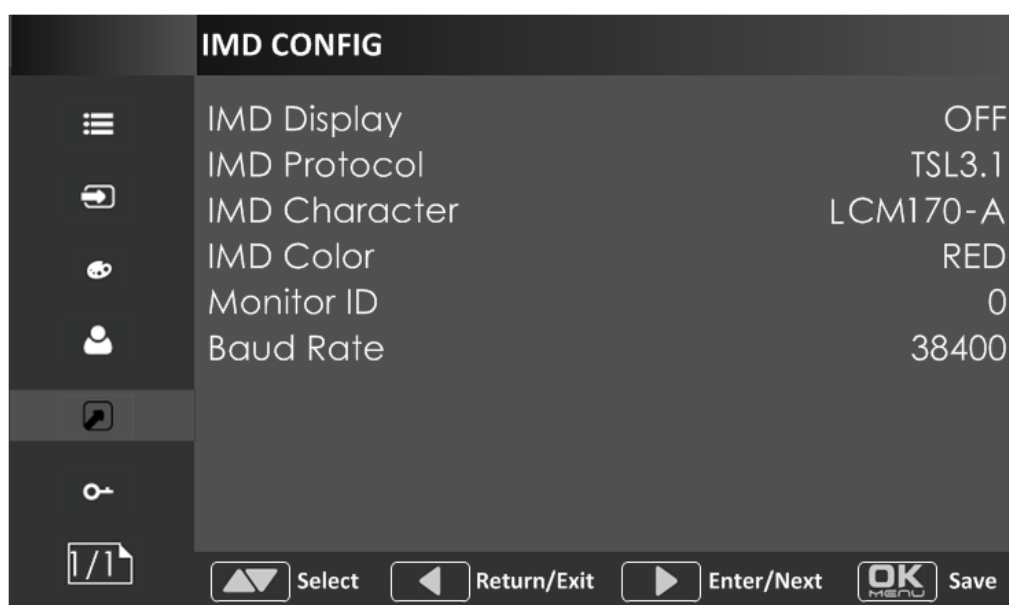 IMD CONFIG
IMD Display OFF
IMD Protocol TSL3.1
IMD Character LCM170-A
IMD Color RED
Monitor ID 0
Baud Rate 38400
1/1 Select Return/Exit Enter/Next OK MENU Save